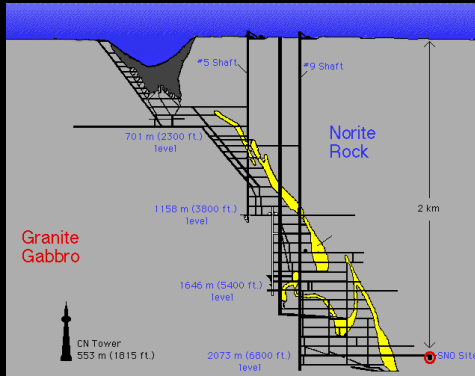 #5 Shaft
#9 Shaft
701 m (2300 ft.)
level
Norite
Rock
1158 m (3800 ft.)
level
2 km
Granite
Gabbro
1646 m (5400 ft.)
level
CN Tower
553 m (1815 ft.)
2073 m (6800 ft.)
level
SNO Site